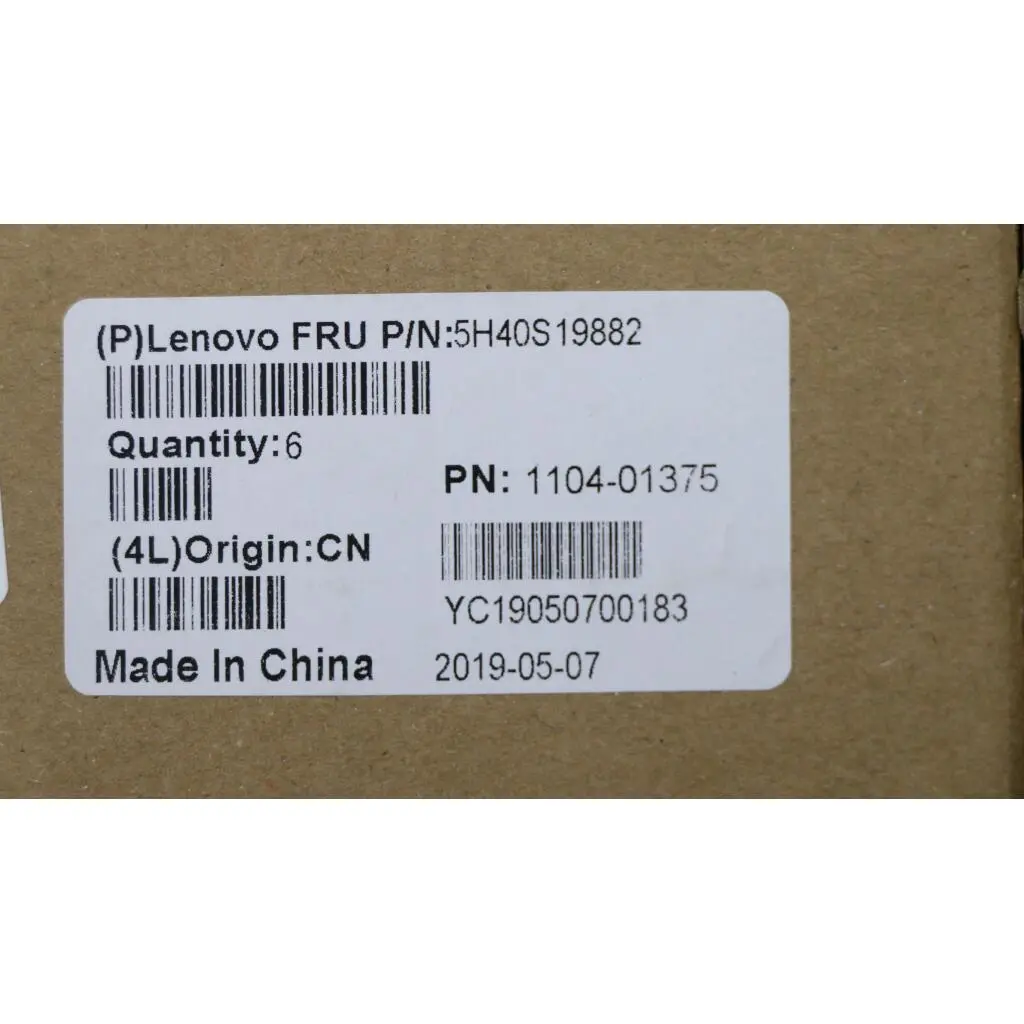 (P)Lenovo FRU P/N:5H40S19882
Quantity:6
PN: 1104-01375
(4L)Origin:CN
YC19050700183
Made In China
2019-05-07